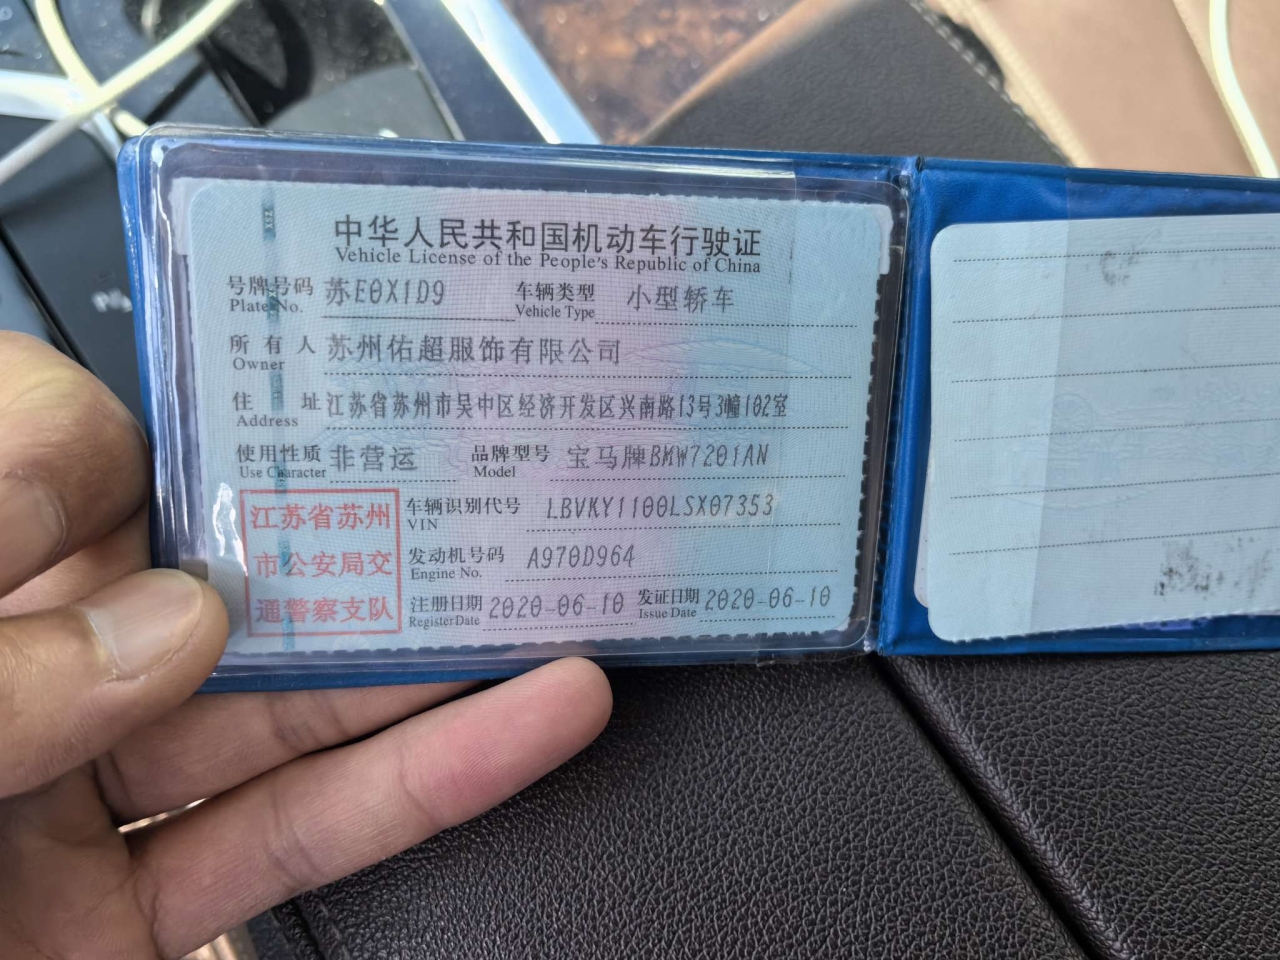 中华人民共和国机动车行驶证
Vehicle License of the People's Republic of China
号牌号码 苏E0X1D9 车辆类型 小型轿车
Plate No. Vehicle Type
所有人 苏州佑超服饰有限公司
Owner
住址 江苏省苏州市吴中区经济开发区兴南路13号3幢102室
Address
使用性质 非营运 品牌型号 宝马牌BMW7201AN
Use Character Model
江苏省苏州
市公安局交
通警察支队
车辆识别代号 LBVKY1100LSX07353
VIN
发动机号码 A970D964
Engine No.
注册日期 2020-06-10 发证日期 2020-06-10
Register Date Issue Date